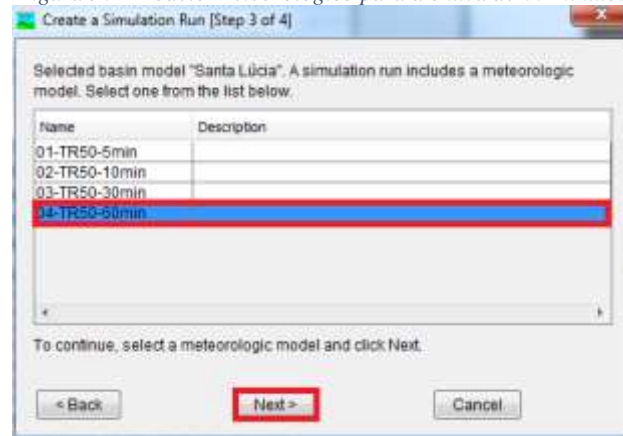 Create a Simulation Run [Step 3 of 4]
Selected basin model "Santa Lúcia". A simulation run includes a meteorologic
model. Select one from the list below.
Name Description
01-TR50-5min
02-TR50-10min
03-TR50-30min
04-TR50-60min
To continue, select a meteorologic model and click Next.
< Back Next > Cancel